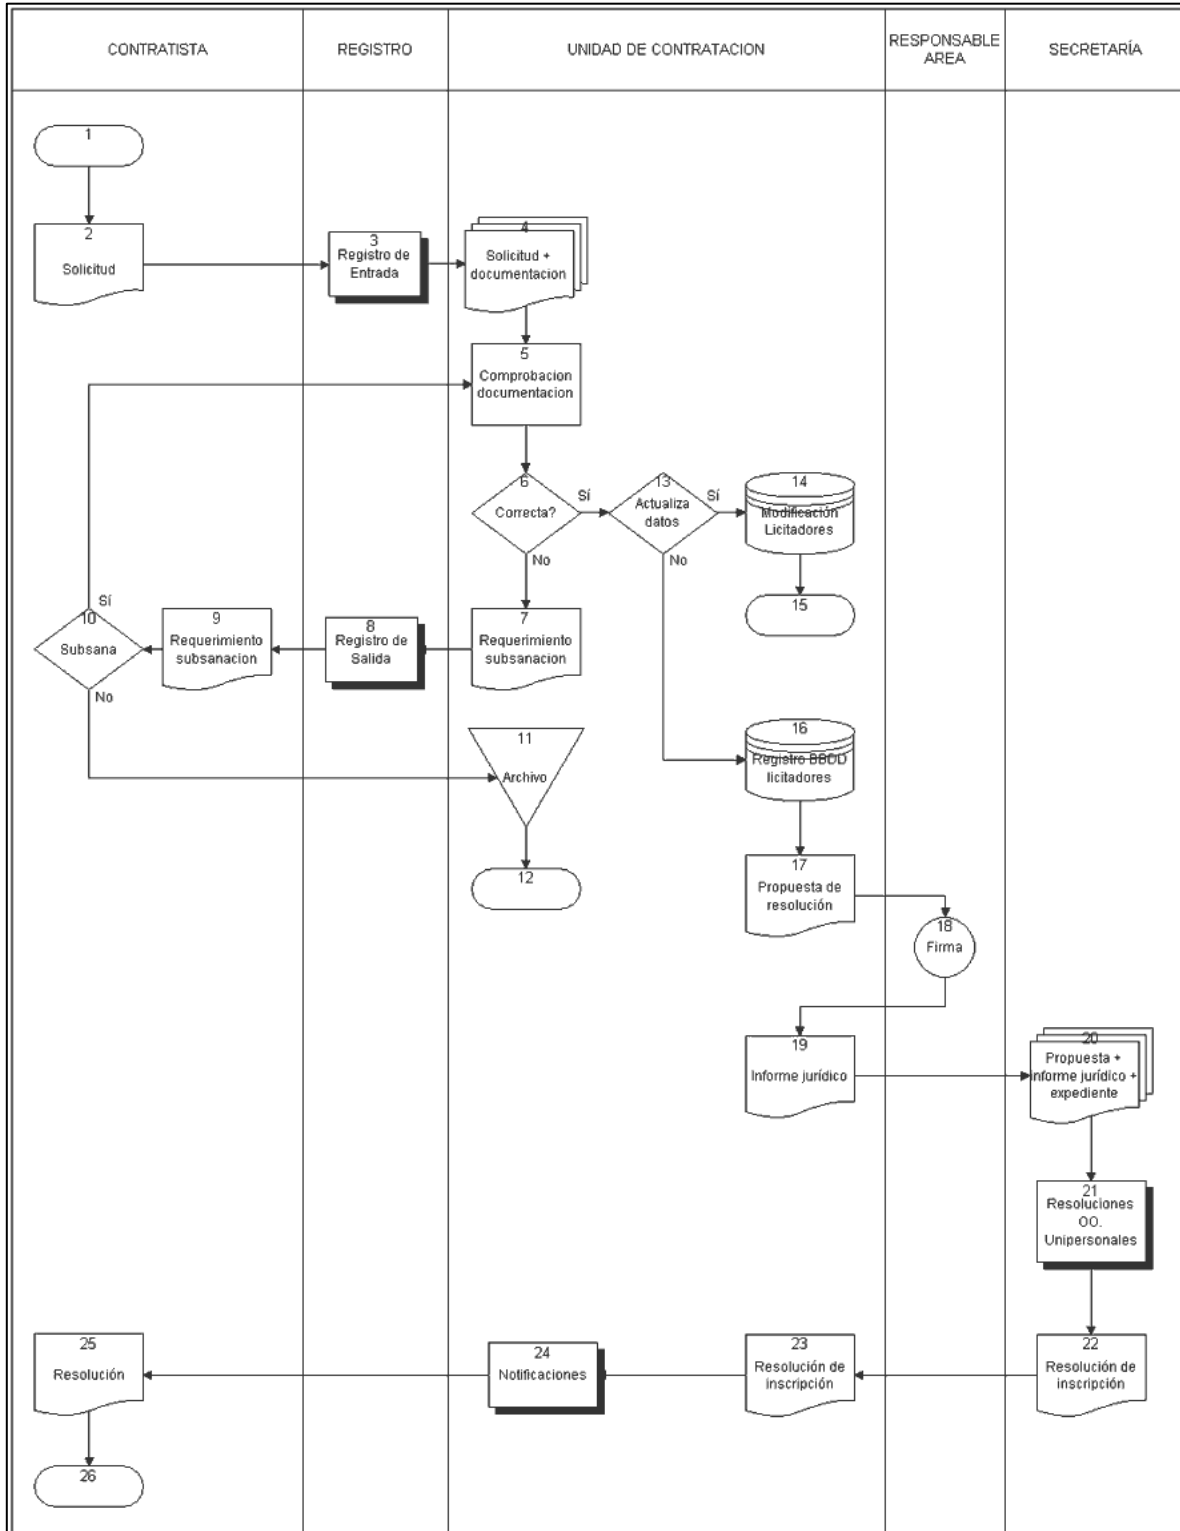 CONTRATISTA
REGISTRO
UNIDAD DE CONTRATACION
RESPONSABLE
AREA
SECRETARÍA
1
2
Solicitud
3
Registro de
Entrada
4
Solicitud +
documentacion
5
Comprobacion
documentacion
6
Correcta?
Sí
No
13
Actualiza
datos
Sí
No
14
Modificación
Licitadores
15
7
Requerimiento
subsanacion
8
Registro de
Salida
9
Requerimiento
subsanacion
10
Subsana
Sí
No
11
Archivo
12
16
Registro BBDD
licitadores
17
Propuesta de
resolución
18
Firma
19
Informe jurídico
20
Propuesta +
informe jurídico +
expediente
21
Resoluciones
OO.
Unipersonales
22
Resolución de
inscripción
23
Resolución de
inscripción
24
Notificaciones
25
Resolución
26